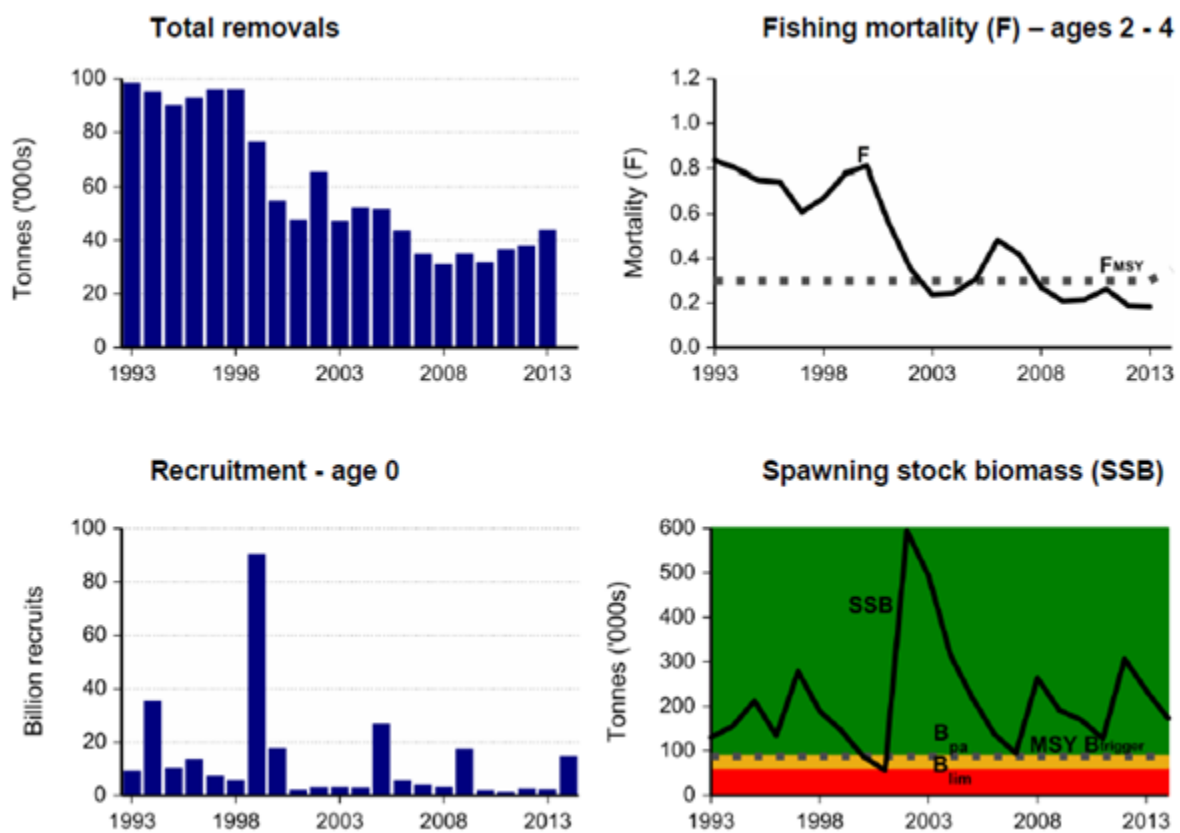 Total removals
Tonnes ('000s)
100
80
60
40
20
0
1993 1998 2003 2008 2013
Fishing mortality (F) – ages 2 - 4
Mortality (F)
1.2
1.0
0.8
0.6
0.4
0.2
0.0
F
FMSY
1993 1998 2003 2008 2013
Recruitment - age 0
Billion recruits
100
80
60
40
20
0
1993 1998 2003 2008 2013
Spawning stock biomass (SSB)
Tonnes ('000s)
600
500
400
300
200
100
0
SSB
Bpa
MSY Btrigger
Blim
1993 1998 2003 2008 2013